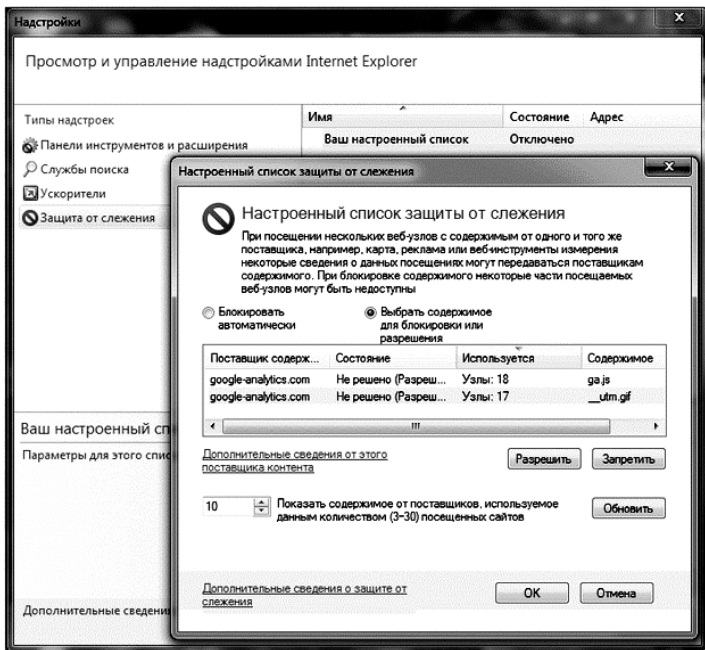 Надстройки
x
Просмотр и управление надстройками Internet Explorer
Типы надстроек
Имя Состояние Адрес
Панели инструментов и расширения
Ваш настроенный список Отключено
Службы поиска
Ускорители
Защита от слежения
Ваш настроенный сп
Параметры для этого спис
Дополнительные сведени
Настроенный список защиты от слежения
x
Настроенный список защиты от слежения
При посещении нескольких веб-узлов с содержимым от одного и того же
поставщика, например, карта, реклама или веб-инструменты измерения
некоторые сведения о данных посещениях могут передаваться поставщикам
содержимого. При блокировке содержимого некоторые части посещаемых
веб-узлов могут быть недоступны
Блокировать
автоматически
Выбрать содержимое
для блокировки или
разрешения
Поставщик содерж... Состояние Используется Содержимое
google-analytics.com Не решено (Разреш... Узлы: 18 ga.js
google-analytics.com Не решено (Разреш... Узлы: 17 __utm.gif
Дополнительные сведения от этого
поставщика контента
Разрешить Запретить
10 Показать содержимое от поставщиков, используемое
данным количеством (3-30) посещенных сайтов
Обновить
Дополнительные сведения о защите от
слежения
OK Отмена